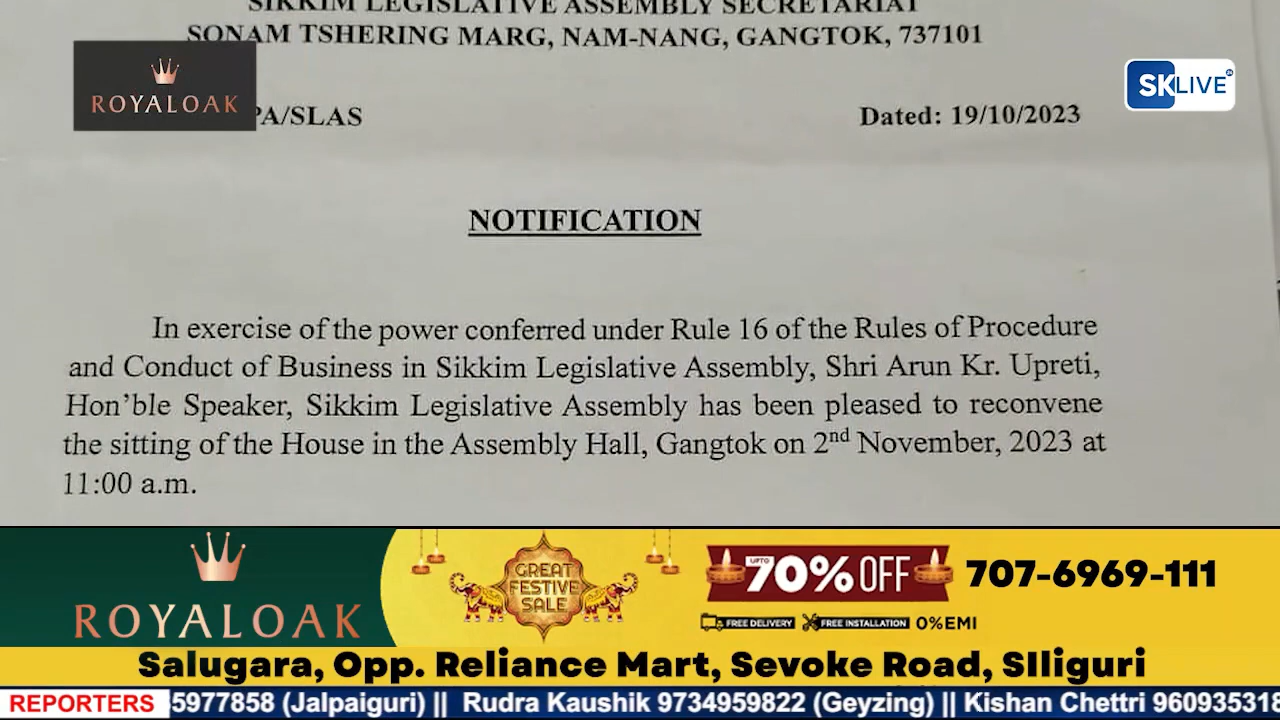 SIKKIM LEGISLATIVE ASSEMBLY SECRETARIAT
SONAM TSHERING MARG, NAM-NANG, GANGTOK, 737101
ROYALOAK
SKLIVE
PA/SLAS
Dated: 19/10/2023
NOTIFICATION
In exercise of the power conferred under Rule 16 of the Rules of Procedure
and Conduct of Business in Sikkim Legislative Assembly, Shri Arun Kr. Upreti,
Hon'ble Speaker, Sikkim Legislative Assembly has been pleased to reconvene
the sitting of the House in the Assembly Hall, Gangtok on 2nd November, 2023 at
11:00 a.m.
ROYALOAK
GREAT
FESTIVE
SALE
UPTO
70% OFF
707-6969-111
FREE DELIVERY FREE INSTALLATION 0%EMI
Salugara, Opp. Reliance Mart, Sevoke Road, SIliguri
REPORTERS 5977858 (Jalpaiguri) || Rudra Kaushik 9734959822 (Geyzing) || Kishan Chettri 96093531